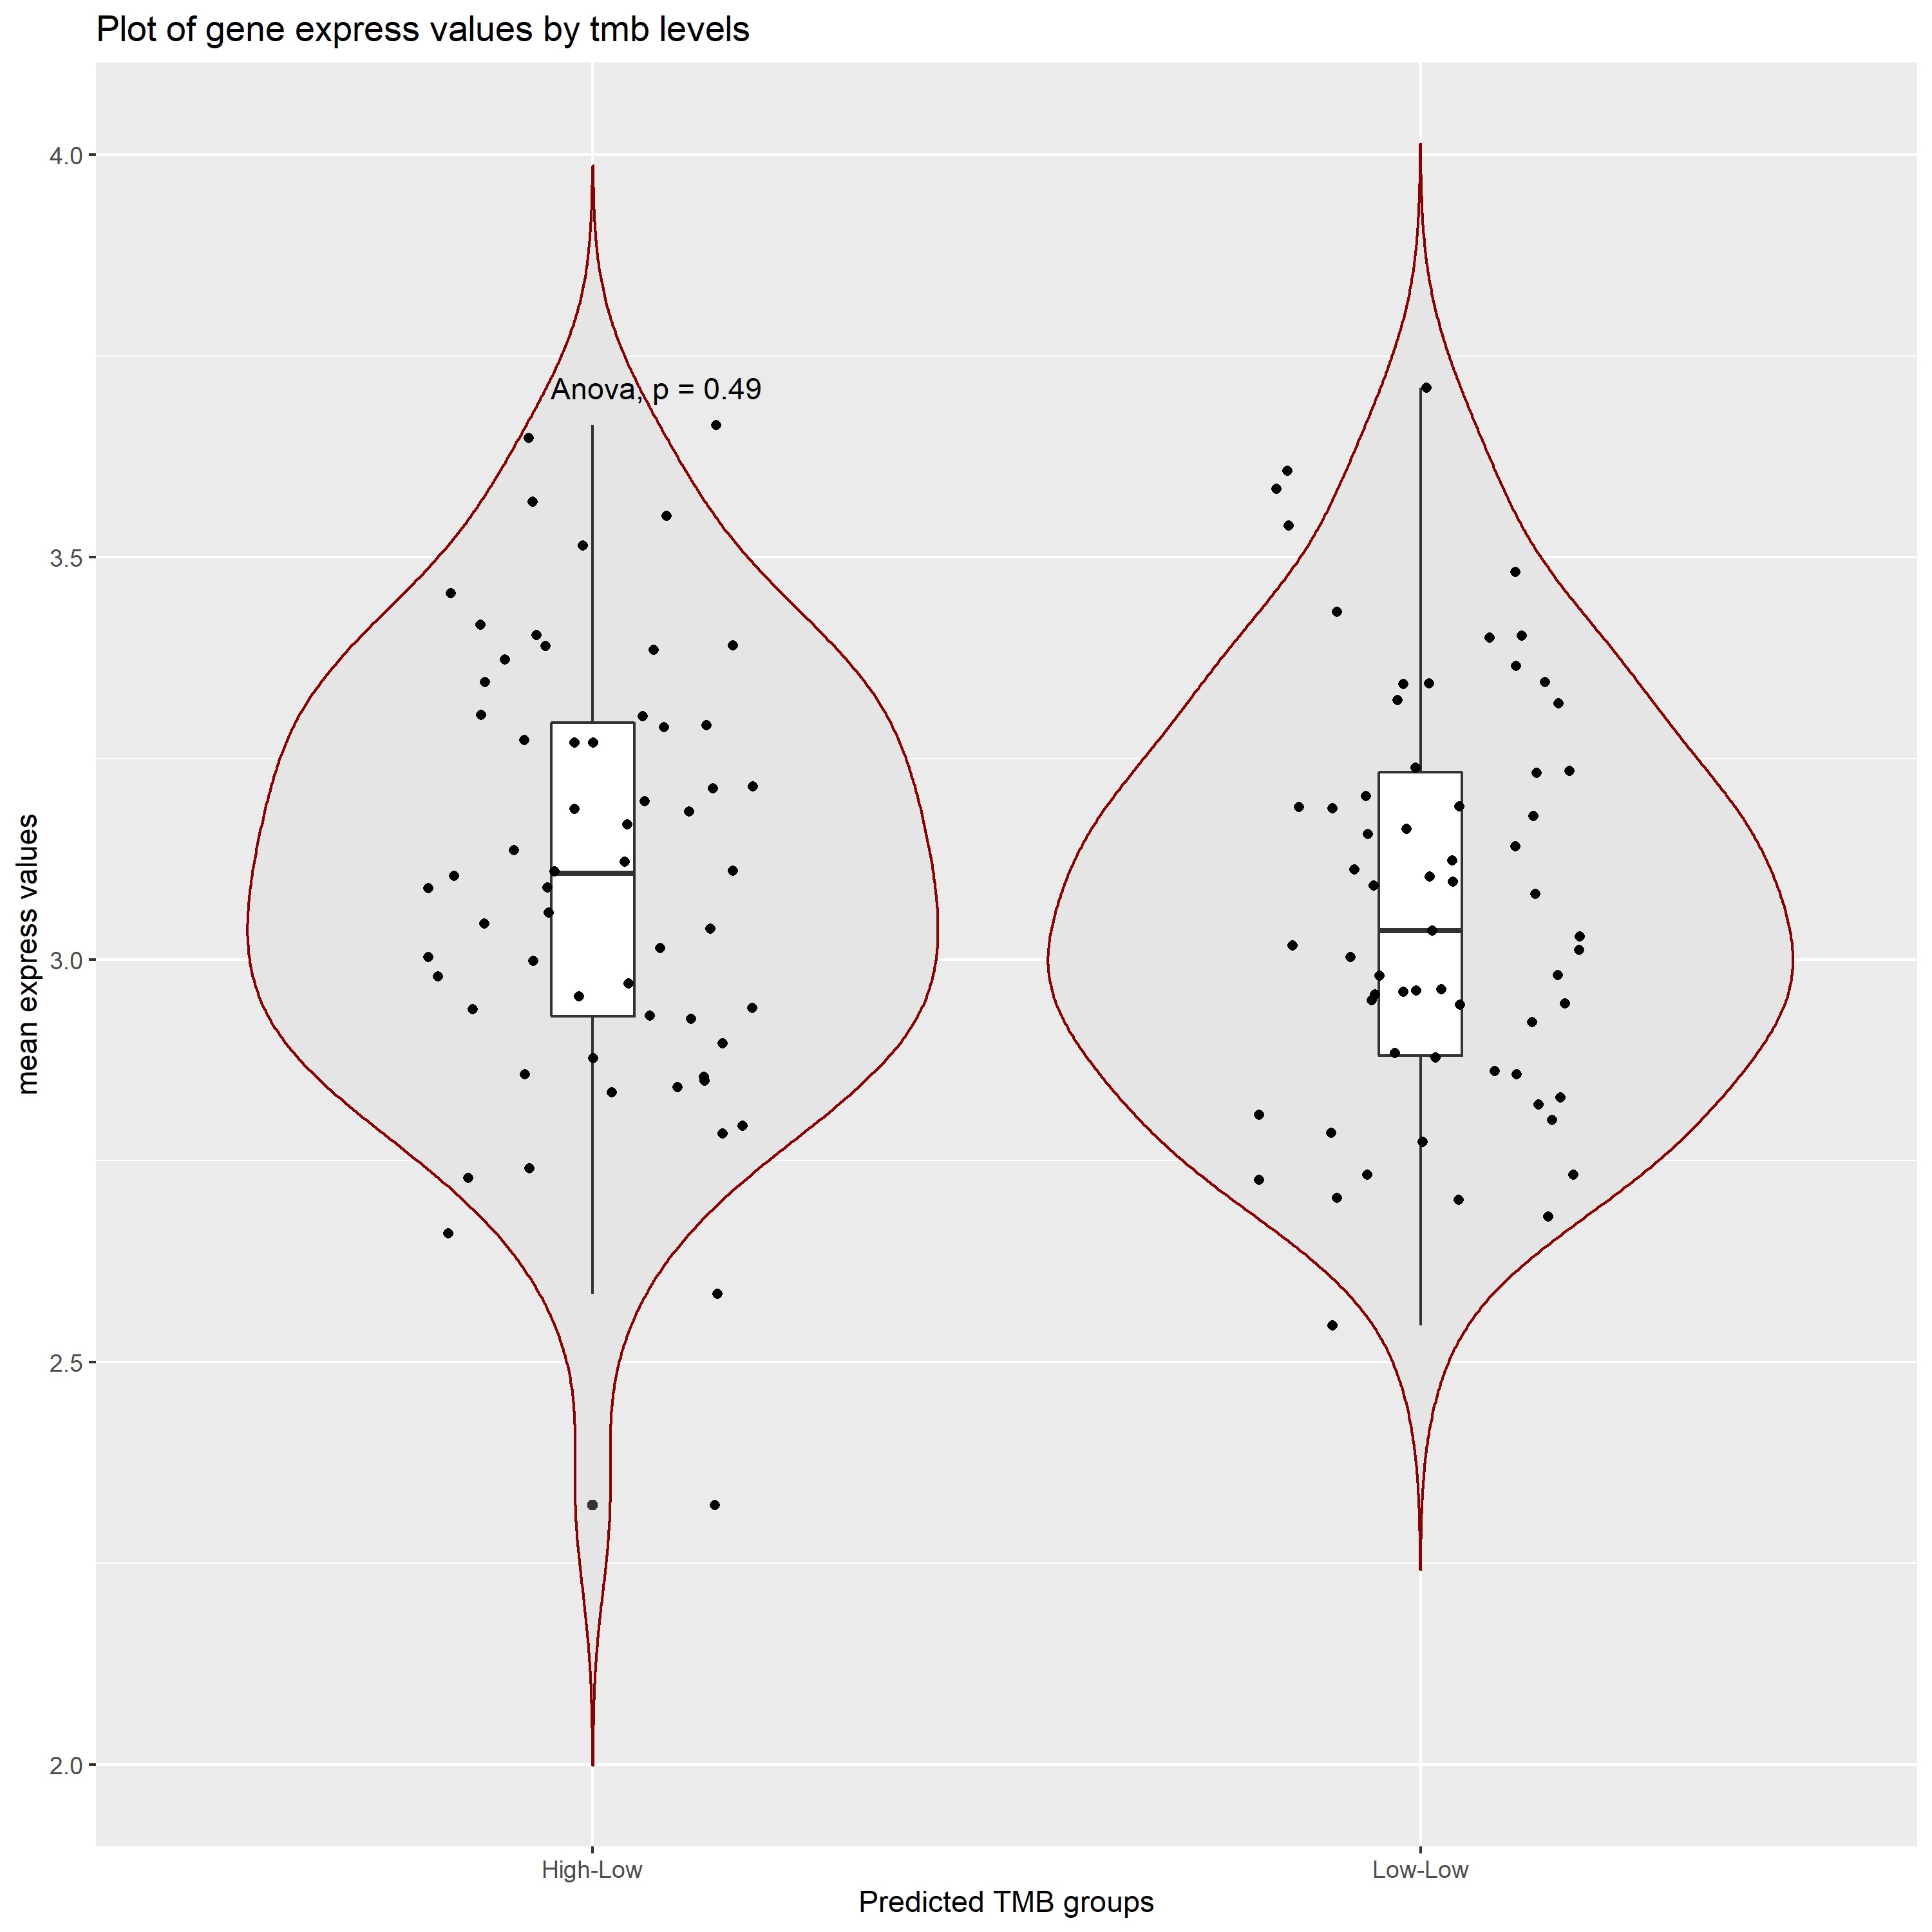 Plot of gene express values by tmb levels
4.0
Anova, p = 0.49
3.5
mean express values
3.0
2.5
2.0
High-Low
Low-Low
Predicted TMB groups